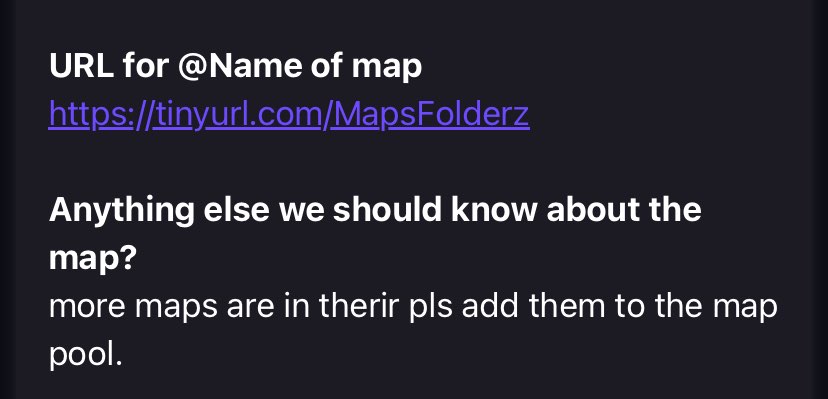 URL for @Name of map
https://tinyurl.com/MapsFolderz
Anything else we should know about the
map?
more maps are in therir pls add them to the map
pool.